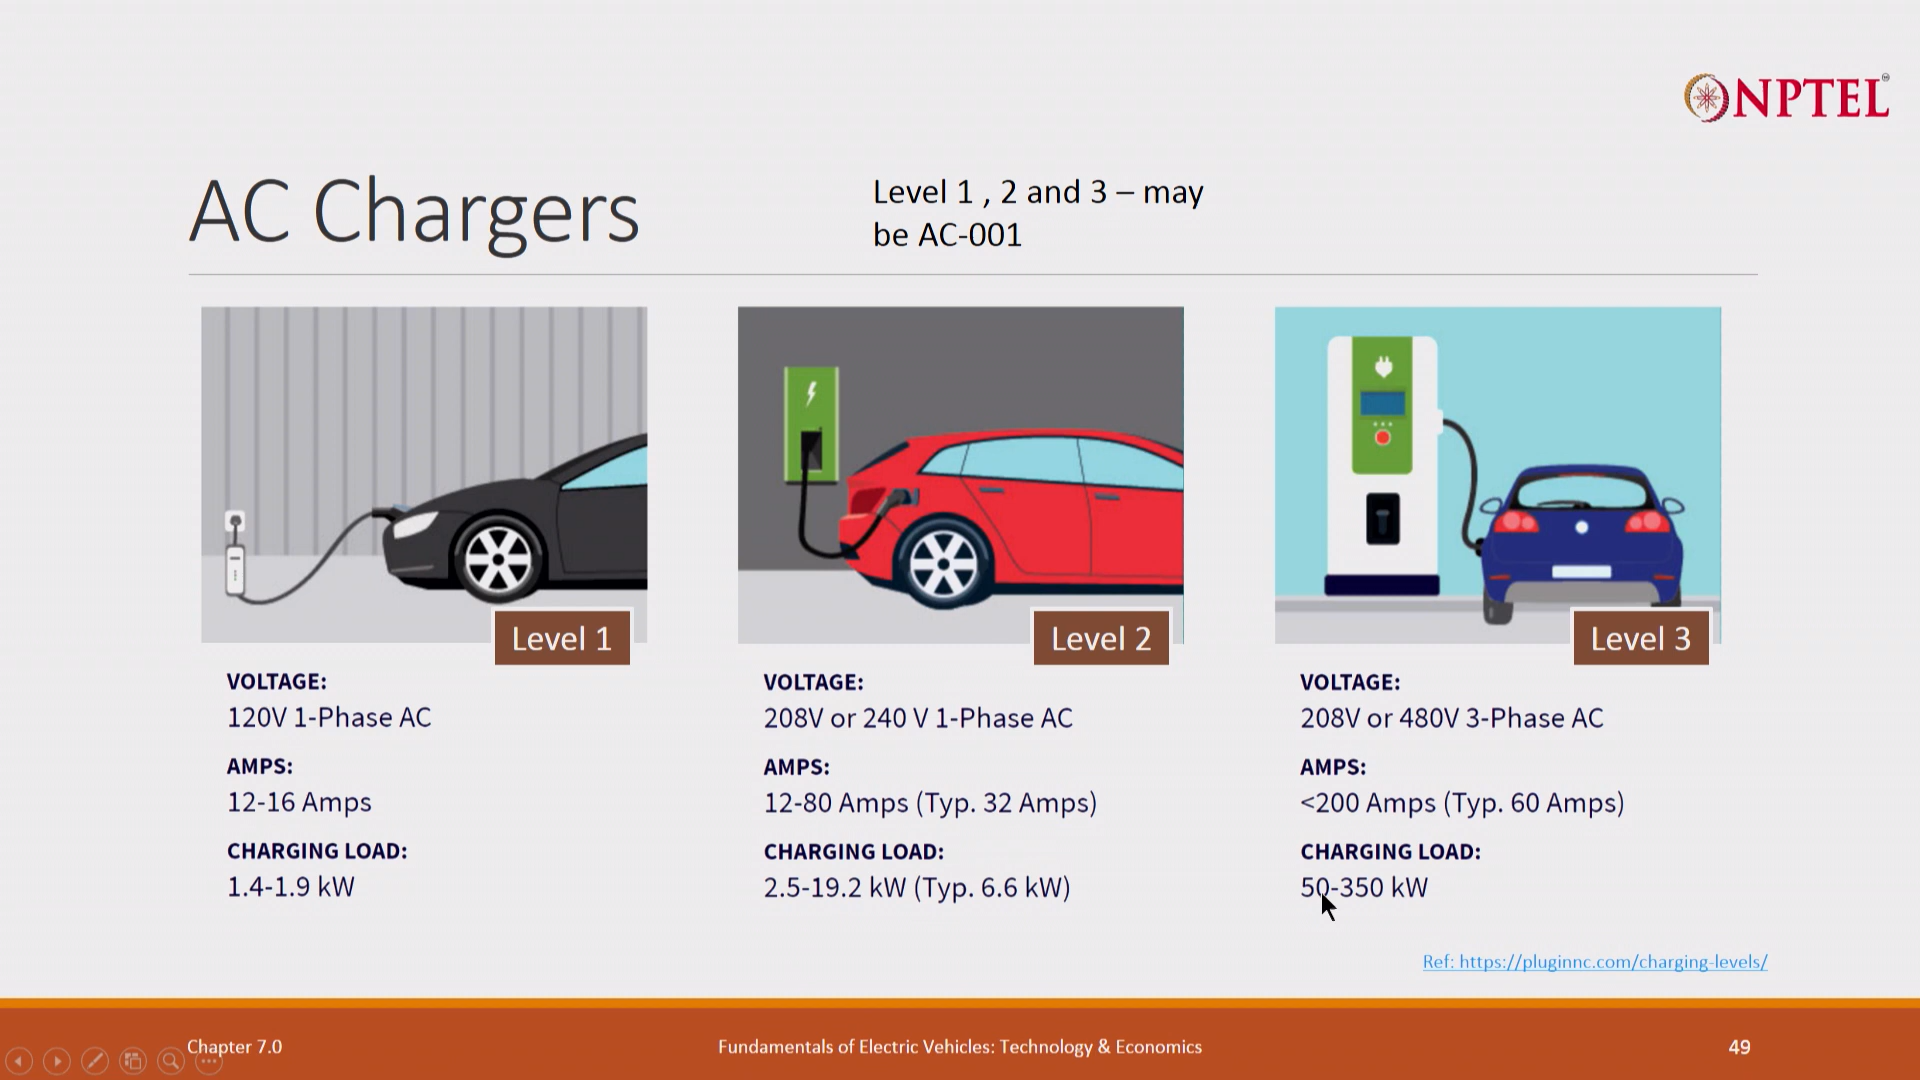 NPTEL
AC Chargers
Level 1 , 2 and 3 – may
be AC-001
Level 1
VOLTAGE:
120V 1-Phase AC
AMPS:
12-16 Amps
CHARGING LOAD:
1.4-1.9 kW
Level 2
VOLTAGE:
208V or 240 V 1-Phase AC
AMPS:
12-80 Amps (Typ. 32 Amps)
CHARGING LOAD:
2.5-19.2 kW (Typ. 6.6 kW)
Level 3
VOLTAGE:
208V or 480V 3-Phase AC
AMPS:
<200 Amps (Typ. 60 Amps)
CHARGING LOAD:
50-350 kW
Ref: https://pluginnc.com/charging-levels/
Chapter 7.0
Fundamentals of Electric Vehicles: Technology & Economics
49